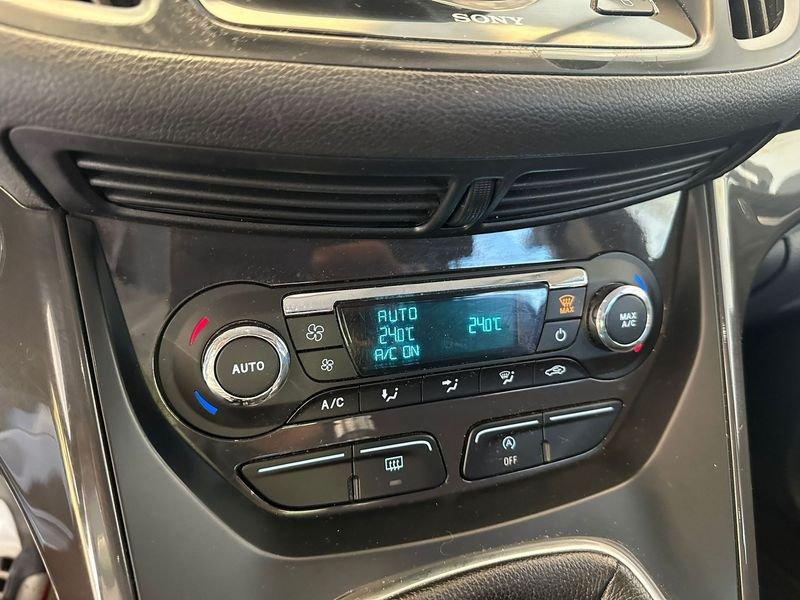 SONY
AUTO
24.0°C 24.0°C
A/C ON
MAX
AUTO
MAX
A/C
A/C
OFF